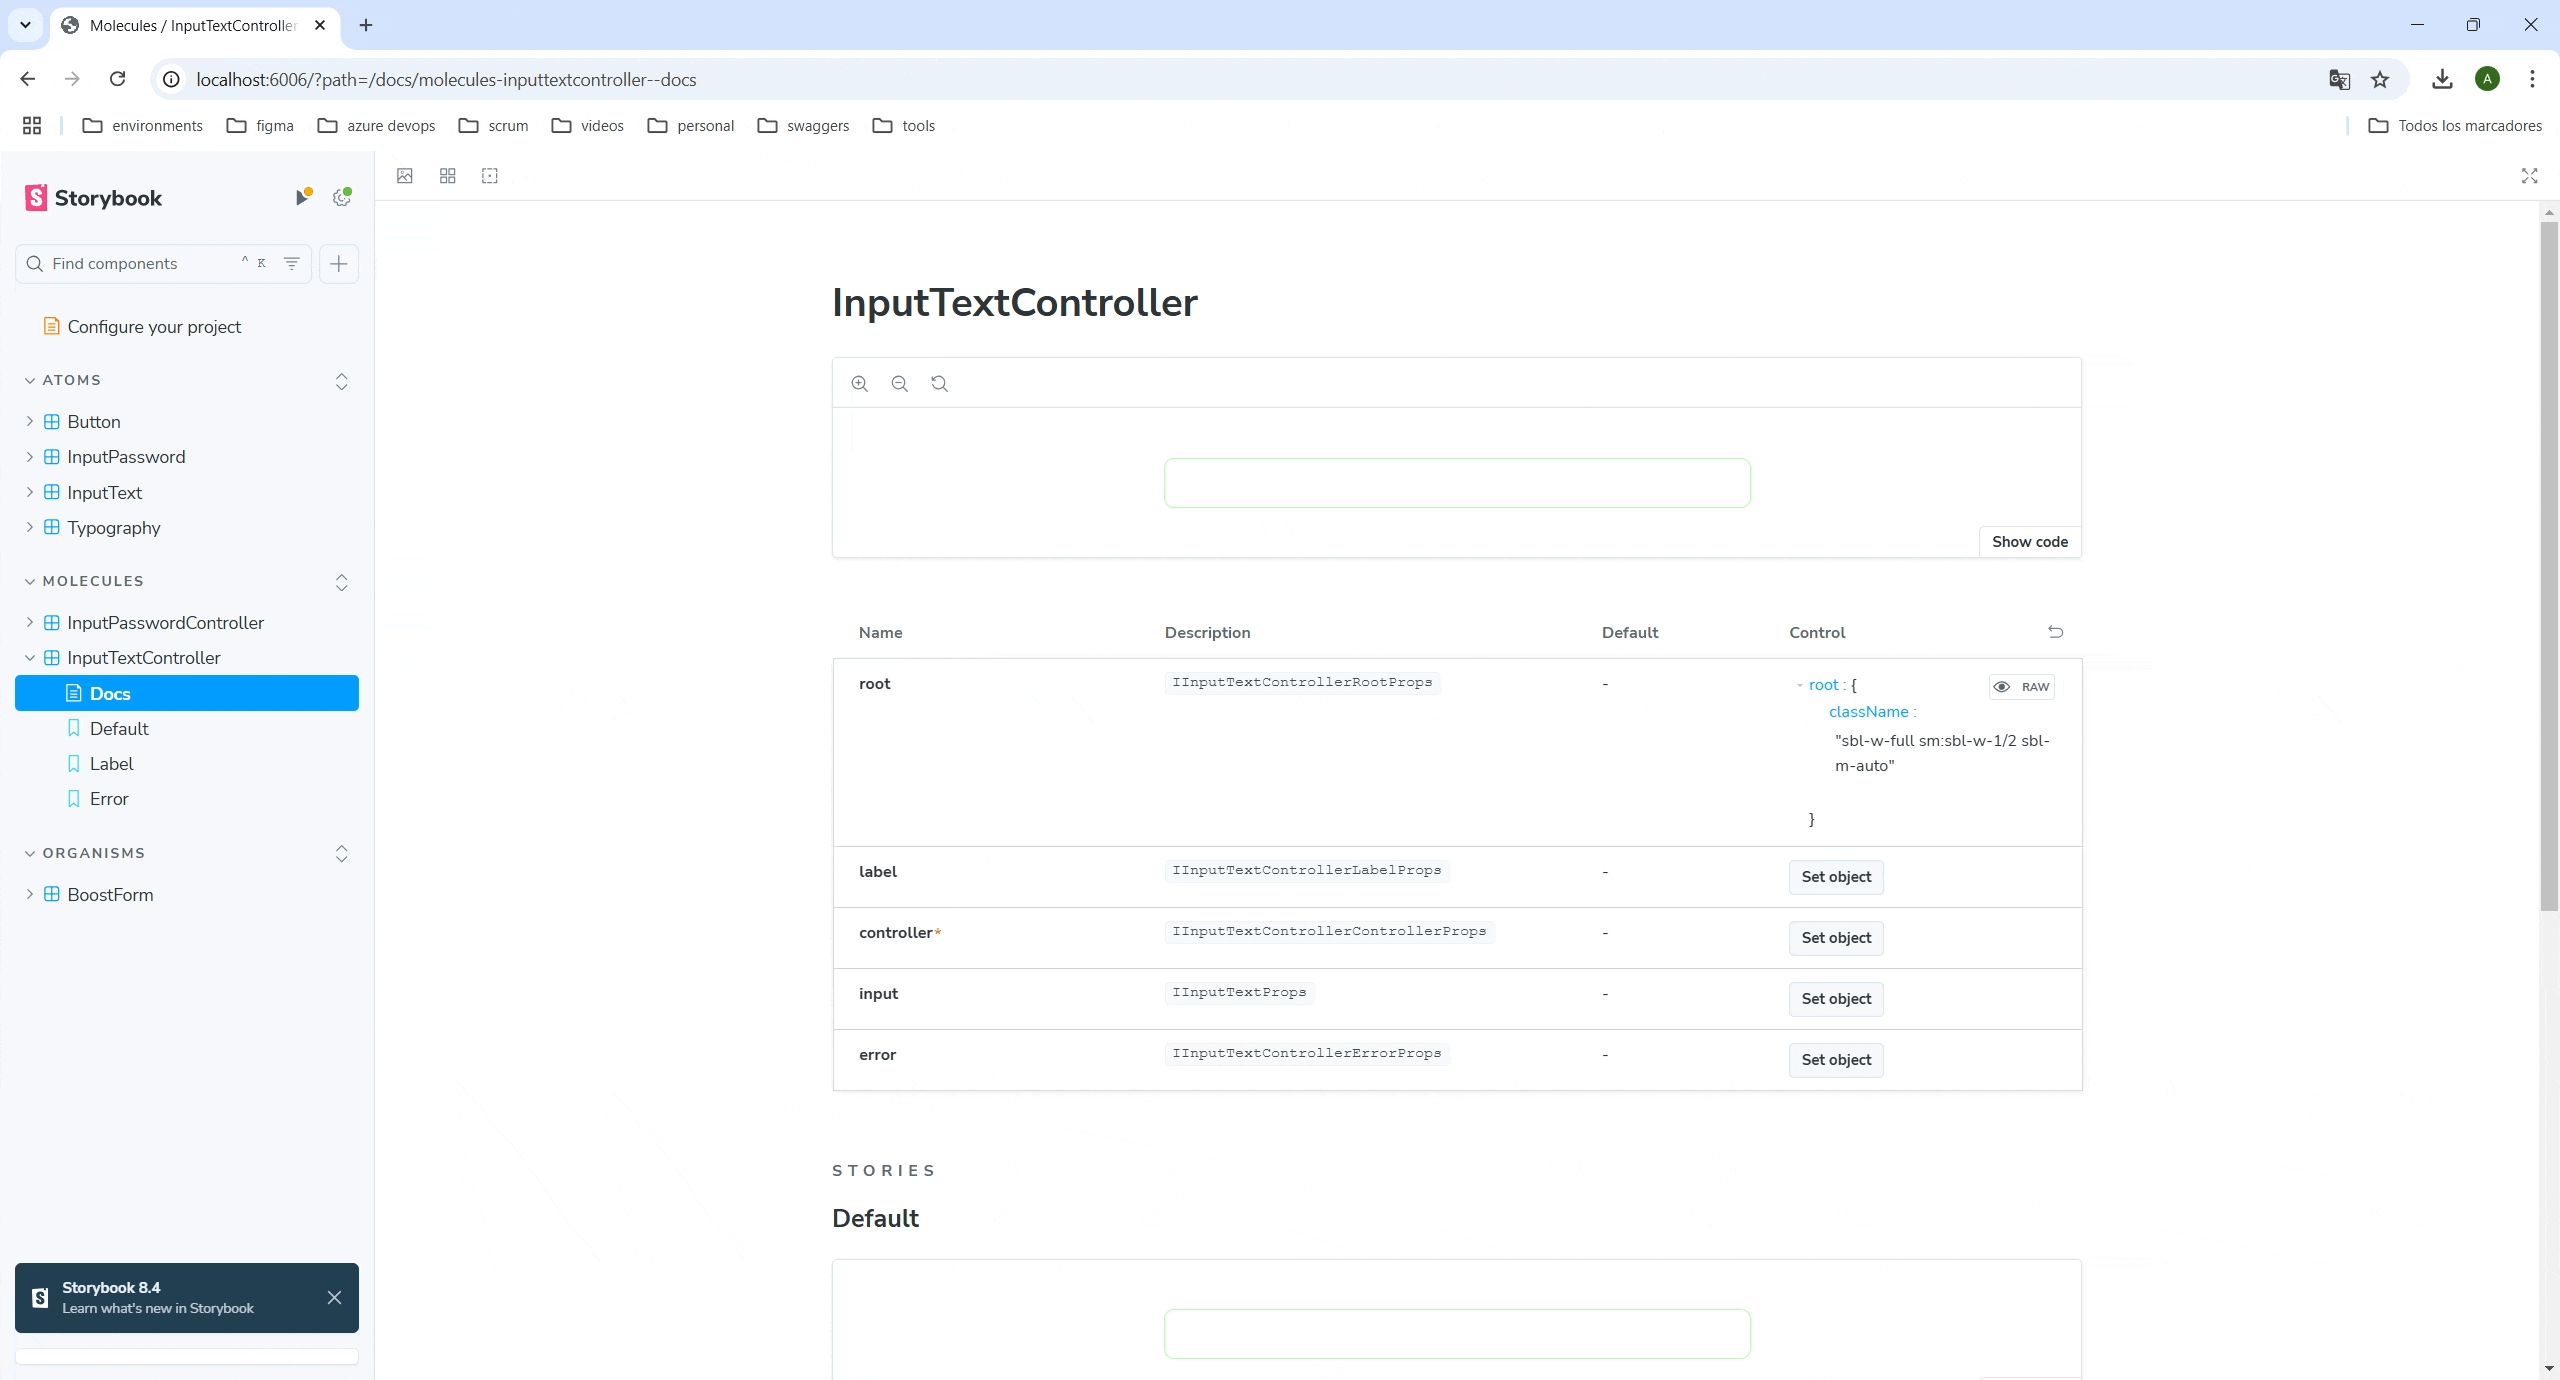 Molecules / InputTextController
localhost:6006/?path=/docs/molecules-inputtextcontroller--docs
A
environments
figma
azure devops
scrum
videos
personal
swaggers
tools
Todos los marcadores
S Storybook
Find components ^ K
Configure your project
ATOMS
Button
InputPassword
InputText
Typography
MOLECULES
InputPasswordController
InputTextController
Docs
Default
Label
Error
ORGANISMS
BoostForm
S
Storybook 8.4
Learn what's new in Storybook
InputTextController
Show code
Name Description Default Control
root IInputTextControllerRootProps - - root : { RAW
className :
"sbl-w-full sm:sbl-w-1/2 sbl-
m-auto"
}
label IInputTextControllerLabelProps - Set object
controller* IInputTextControllerControllerProps - Set object
input IInputTextProps - Set object
error IInputTextControllerErrorProps - Set object
STORIES
Default